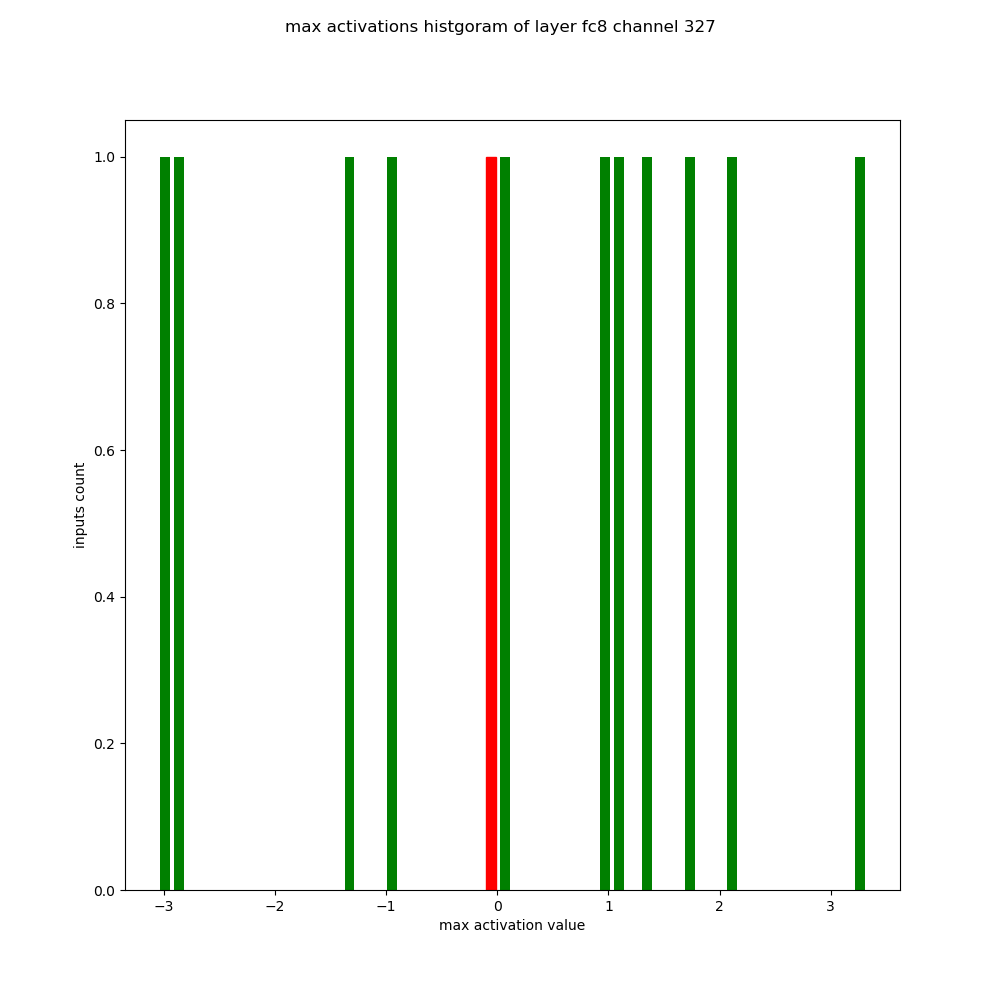 max activations histgoram of layer fc8 channel 327
1.0
0.8
0.6
0.4
0.2
0.0
inputs count
−3 −2 −1 0 1 2 3
max activation value